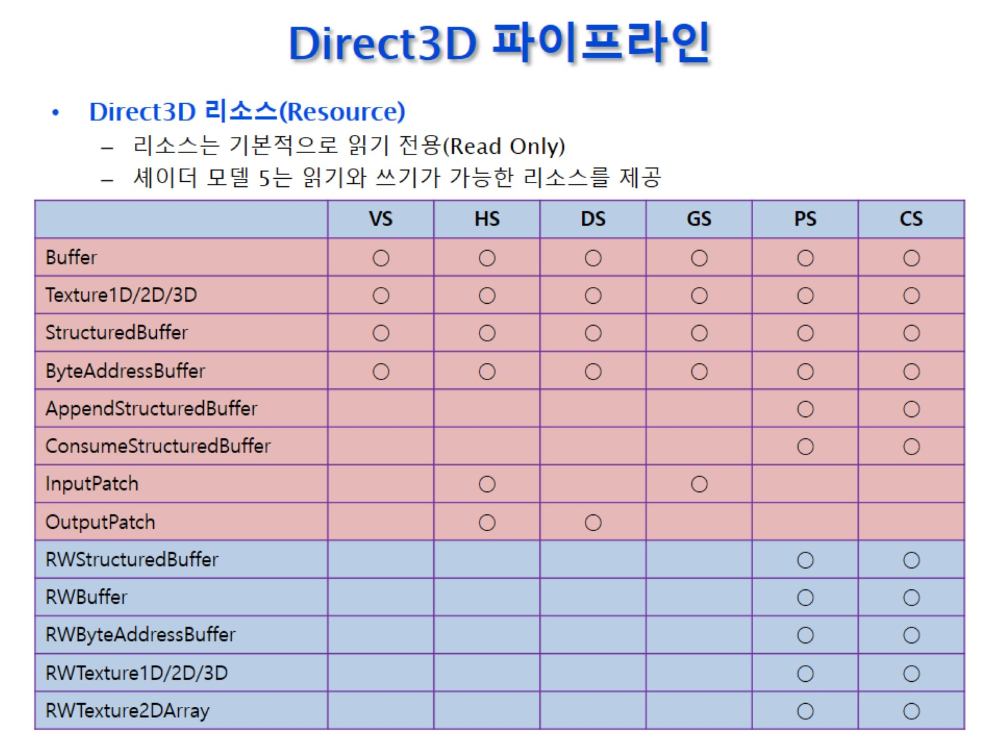 Direct3D 파이프라인
• Direct3D 리소스(Resource)
– 리소스는 기본적으로 읽기 전용(Read Only)
– 셰이더 모델 5는 읽기와 쓰기가 가능한 리소스를 제공
VS HS DS GS PS CS
Buffer ○ ○ ○ ○ ○ ○
Texture1D/2D/3D ○ ○ ○ ○ ○ ○
StructuredBuffer ○ ○ ○ ○ ○ ○
ByteAddressBuffer ○ ○ ○ ○ ○ ○
AppendStructuredBuffer ○ ○
ConsumeStructuredBuffer ○ ○
InputPatch ○ ○
OutputPatch ○ ○
RWStructuredBuffer ○ ○
RWBuffer ○ ○
RWByteAddressBuffer ○ ○
RWTexture1D/2D/3D ○ ○
RWTexture2DArray ○ ○